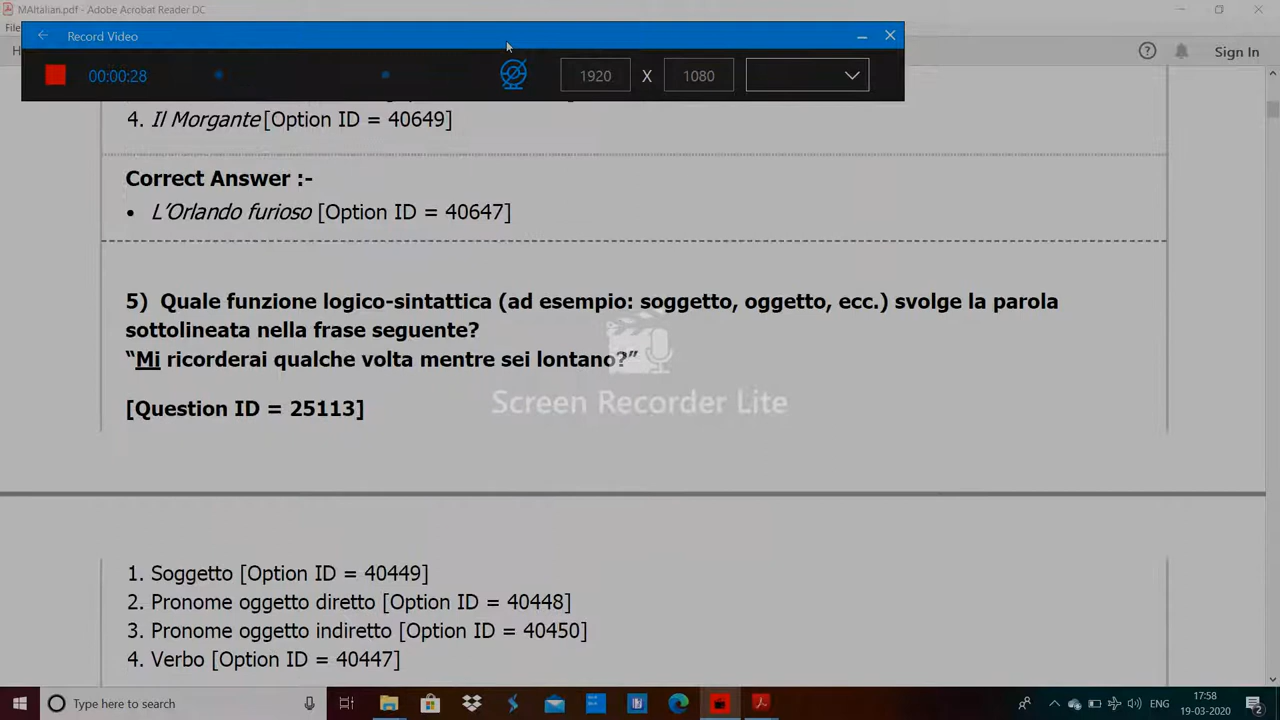 MAItalian.pdf - Adobe Acrobat Reader DC
Record Video
00:00:28
1920 X 1080
Sign In
4. Il Morgante [Option ID = 40649]
Correct Answer :-
• L'Orlando furioso [Option ID = 40647]
5) Quale funzione logico-sintattica (ad esempio: soggetto, oggetto, ecc.) svolge la parola
sottolineata nella frase seguente?
“Mi ricorderai qualche volta mentre sei lontano?”
Screen Recorder Lite
[Question ID = 25113]
1. Soggetto [Option ID = 40449]
2. Pronome oggetto diretto [Option ID = 40448]
3. Pronome oggetto indiretto [Option ID = 40450]
4. Verbo [Option ID = 40447]
Type here to search
ENG
17:58
19-03-2020
2